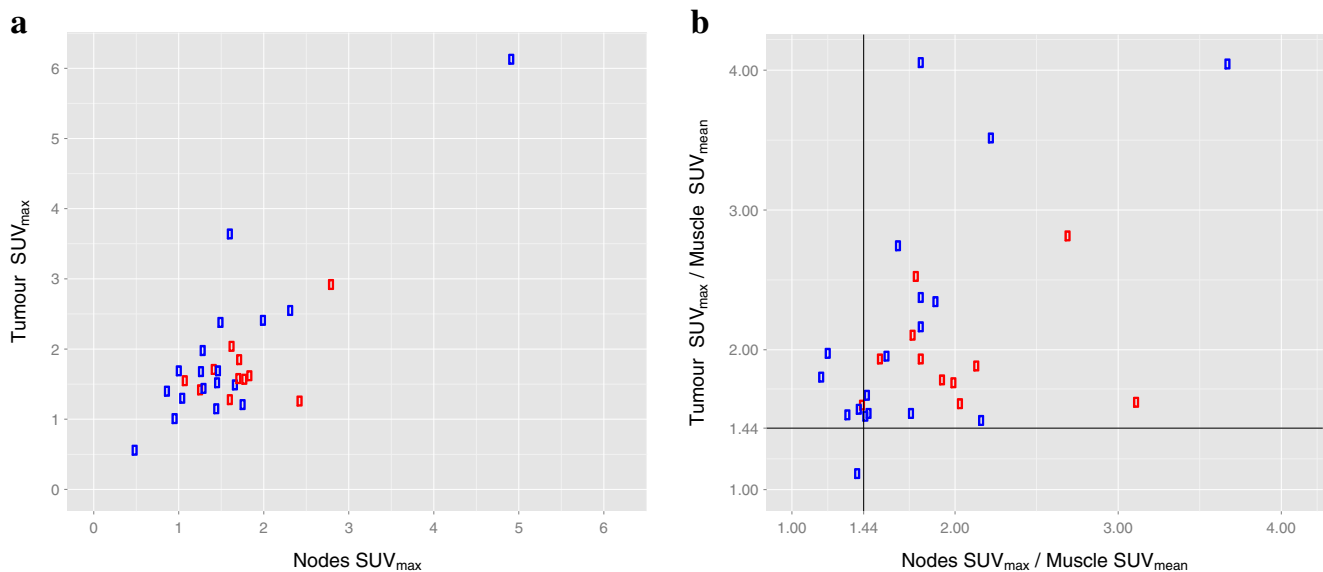 a
b
6
5
4
3
2
1
0
Tumour SUVmax
0 1 2 3 4 5 6
Nodes SUVmax
4.00
3.00
2.00
1.44
1.00
Tumour SUVmax / Muscle SUVmean
1.00 1.44 2.00 3.00 4.00
Nodes SUVmax / Muscle SUVmean